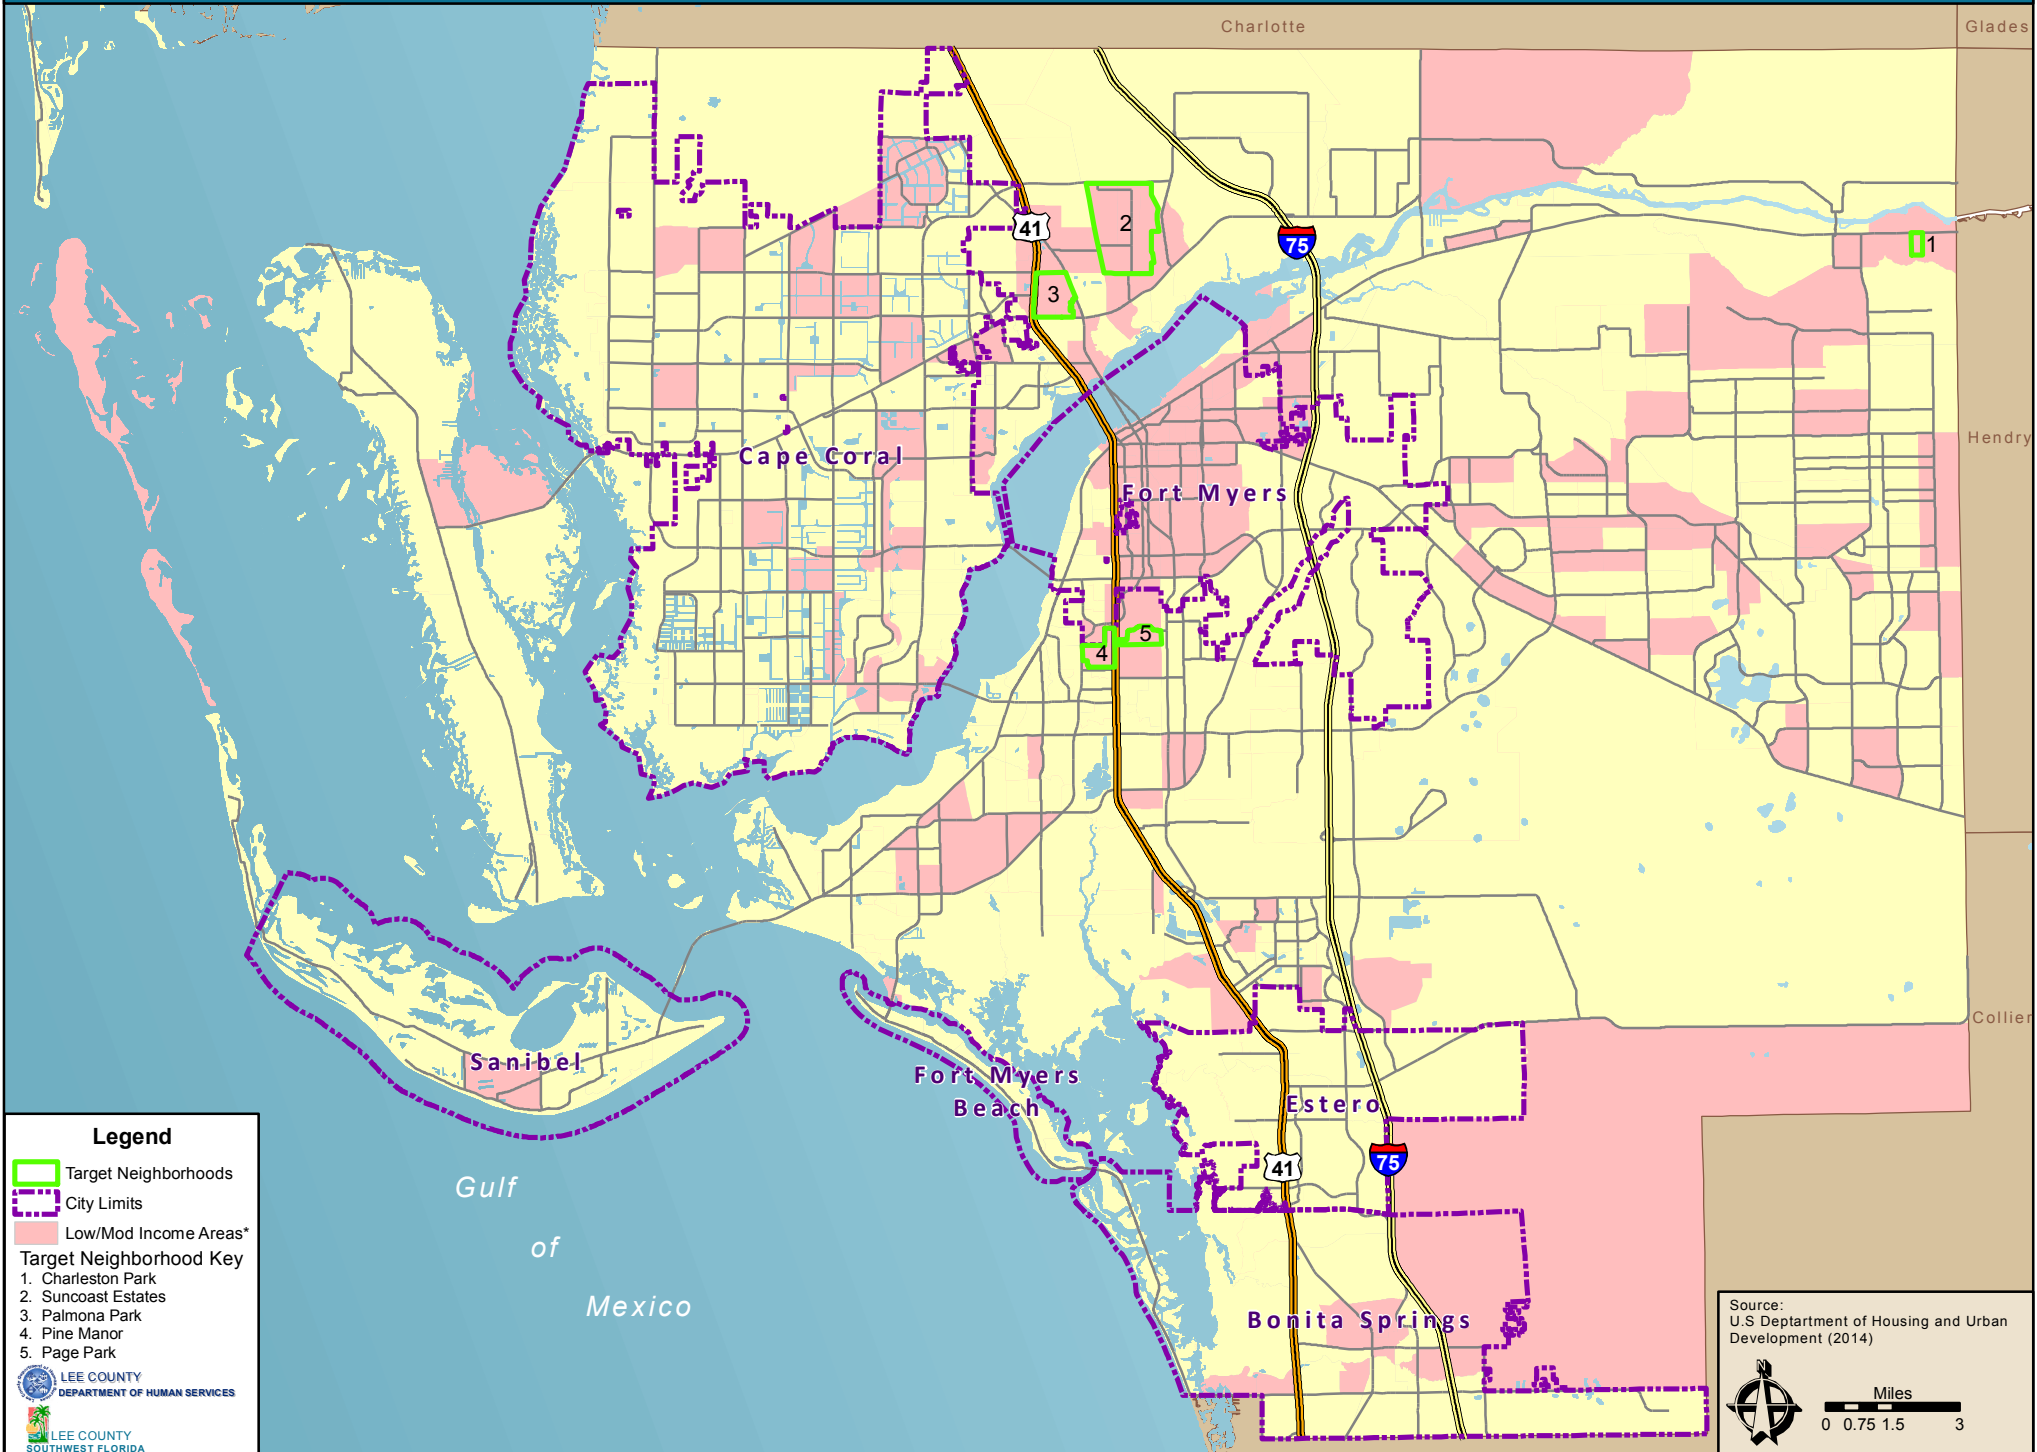 Charlotte
Glades
41
2
75
1
3
Hendry
Cape Coral
Fort Myers
5
4
Collier
Sanibel
Fort Myers
Beach
Estero
41
75
Gulf
of
Mexico
Bonita Springs
Legend
Target Neighborhoods
City Limits
Low/Mod Income Areas*
Target Neighborhood Key
1. Charleston Park
2. Suncoast Estates
3. Palmona Park
4. Pine Manor
5. Page Park
LEE COUNTY
DEPARTMENT OF HUMAN SERVICES
LEE COUNTY
SOUTHWEST FLORIDA
Source:
U.S Deptartment of Housing and Urban
Development (2014)
N
Miles
0 0.75 1.5 3